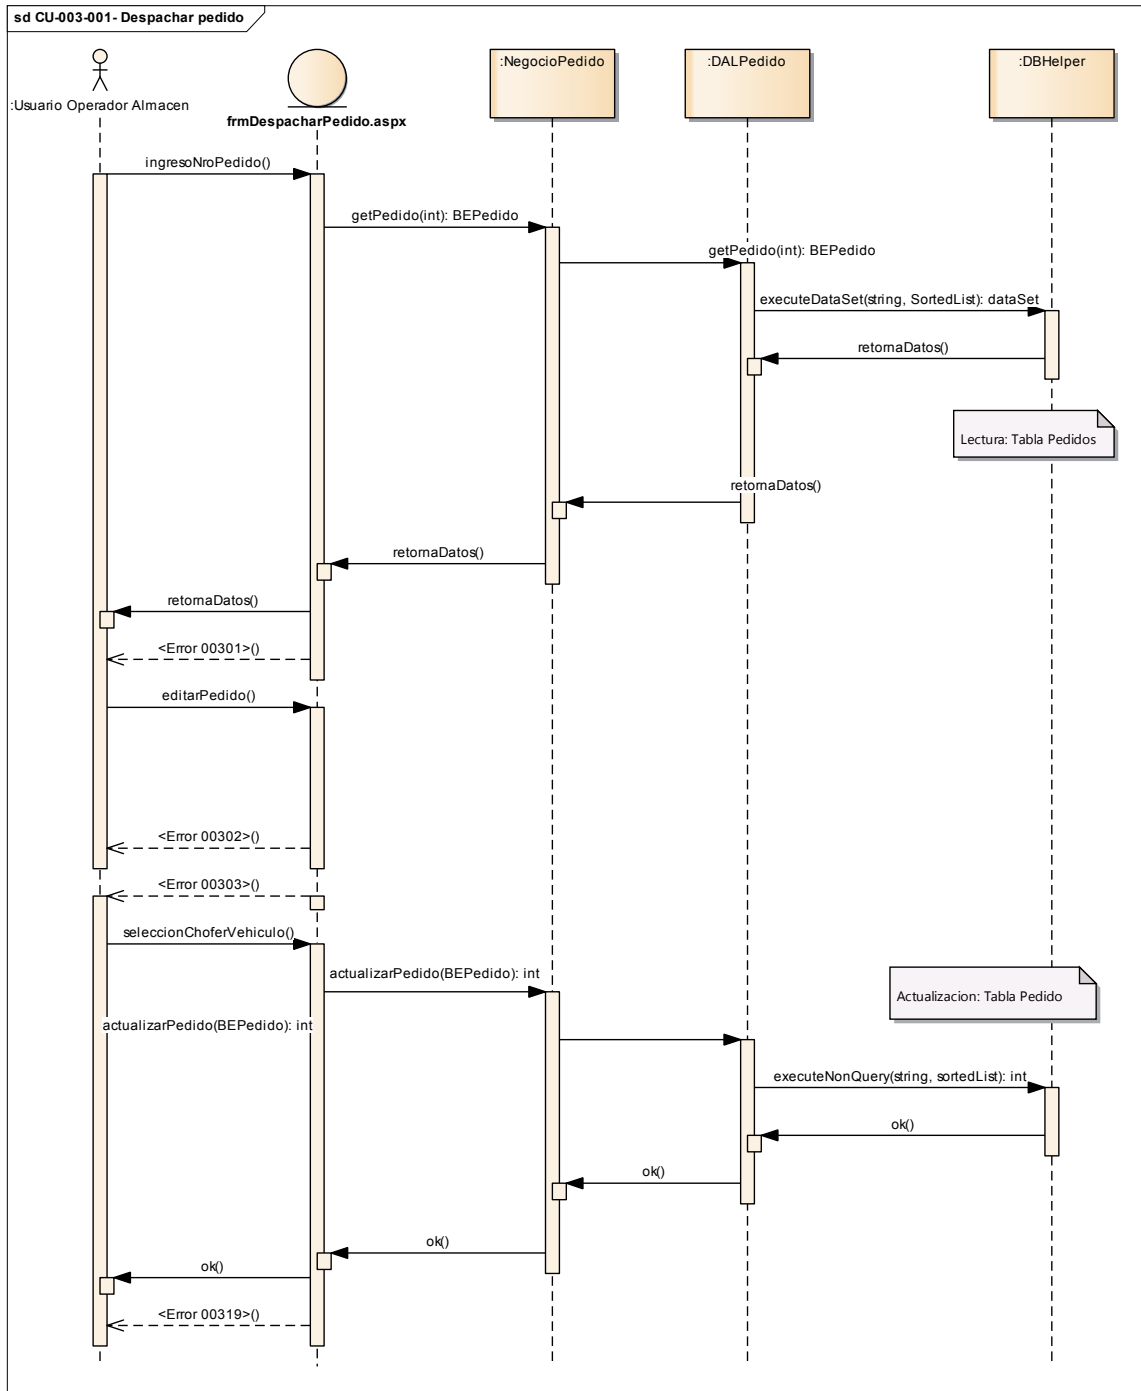 sd CU-003-001- Despachar pedido
:Usuario Operador Almacen
frmDespacharPedido.aspx
:NegocioPedido
:DALPedido
:DBHelper
ingresoNroPedido()
getPedido(int): BEPedido
getPedido(int): BEPedido
executeDataSet(string, SortedList): dataSet
retornaDatos()
Lectura: Tabla Pedidos
retornaDatos()
retornaDatos()
retornaDatos()
<Error 00301>()
editarPedido()
<Error 00302>()
<Error 00303>()
seleccionChoferVehiculo()
actualizarPedido(BEPedido): int
Actualizacion: Tabla Pedido
actualizarPedido(BEPedido): int
executeNonQuery(string, sortedList): int
ok()
ok()
ok()
ok()
<Error 00319>()